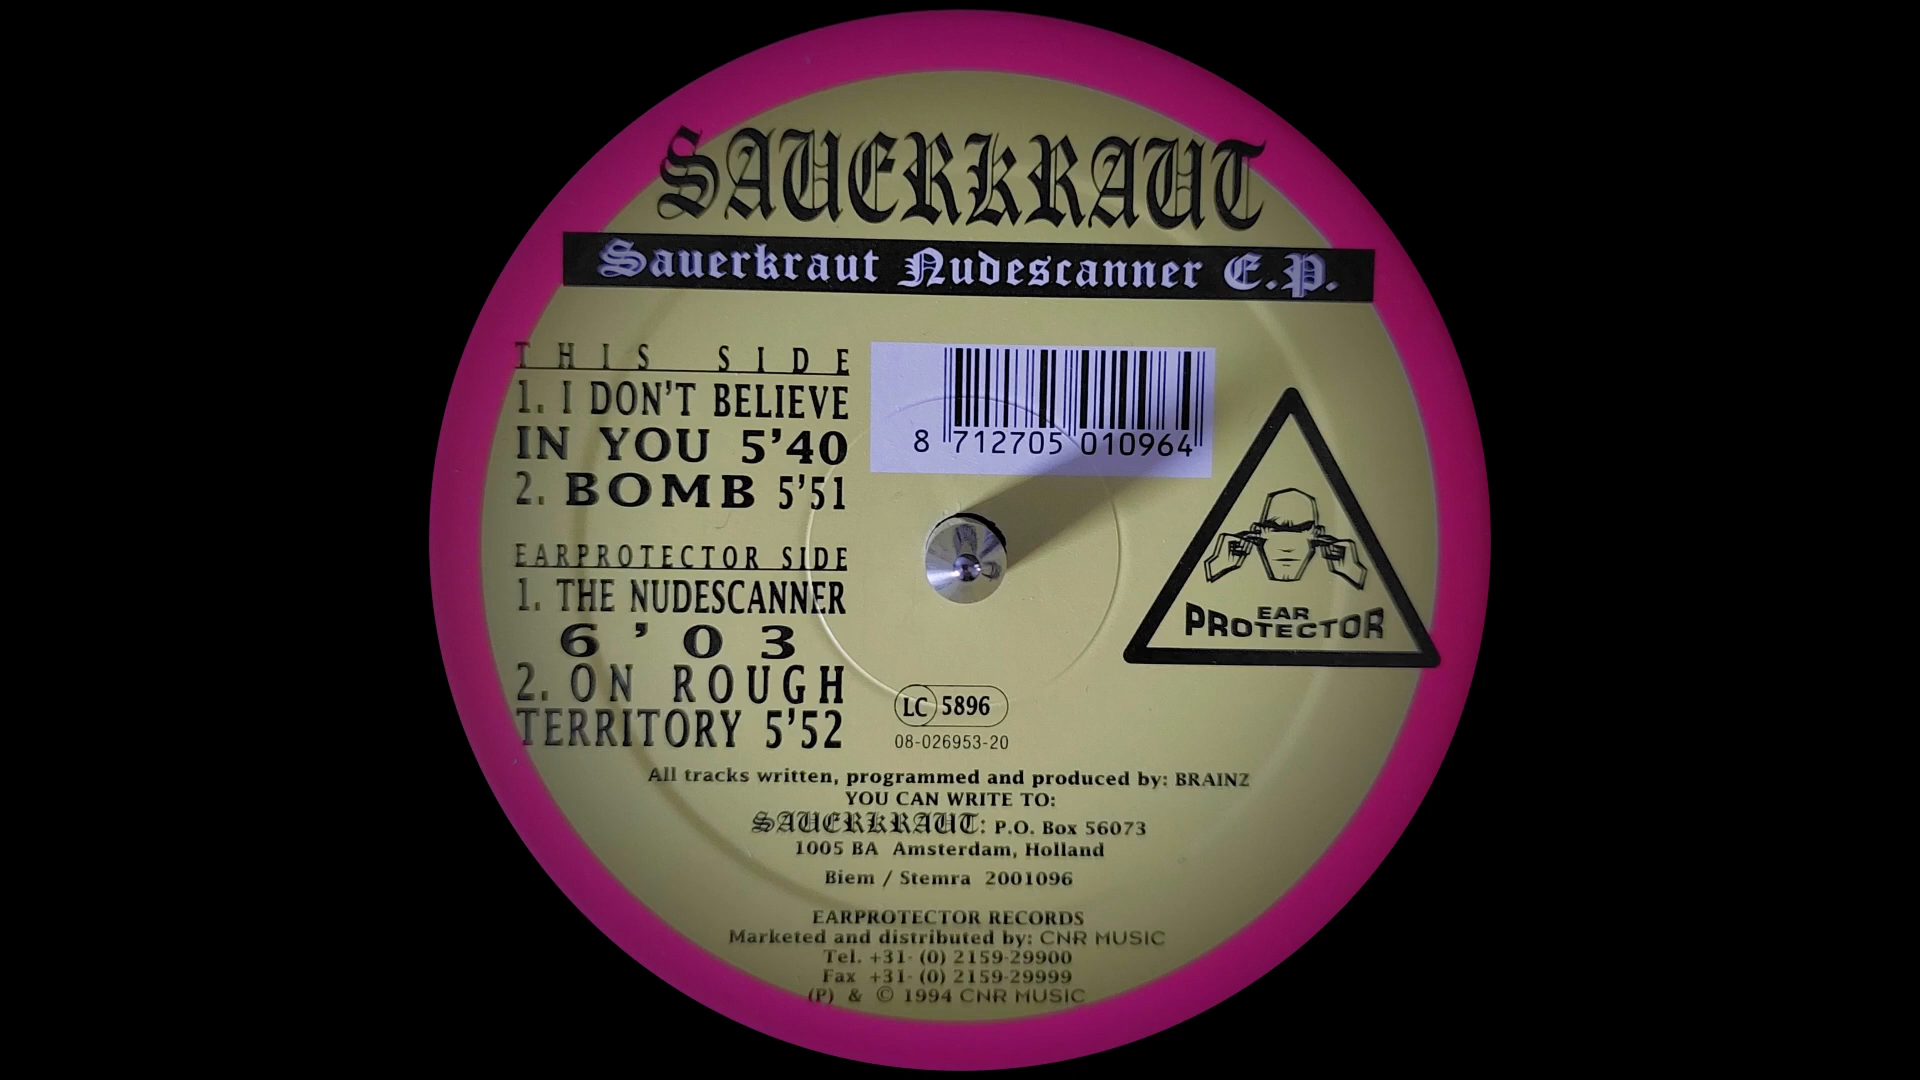 SAUERKRAUT
Sauerkraut Nudescanner E.P.
THIS SIDE
1. I DON'T BELIEVE
IN YOU 5'40
2. BOMB 5'51
EARPROTECTOR SIDE
1. THE NUDESCANNER
6'03
2. ON ROUGH
TERRITORY 5'52
8 712705 010964
EAR
PROTECTOR
LC 5896
08-026953-20
All tracks written, programmed and produced by: BRAINZ
YOU CAN WRITE TO:
SAUERKRAUT: P.O. Box 56073
1005 BA Amsterdam, Holland
Biem / Stemra 2001096
EARPROTECTOR RECORDS
Marketed and distributed by: CNR MUSIC
Tel. +31- (0) 2159-29900
Fax +31- (0) 2159-29999
(P) & © 1994 CNR MUSIC